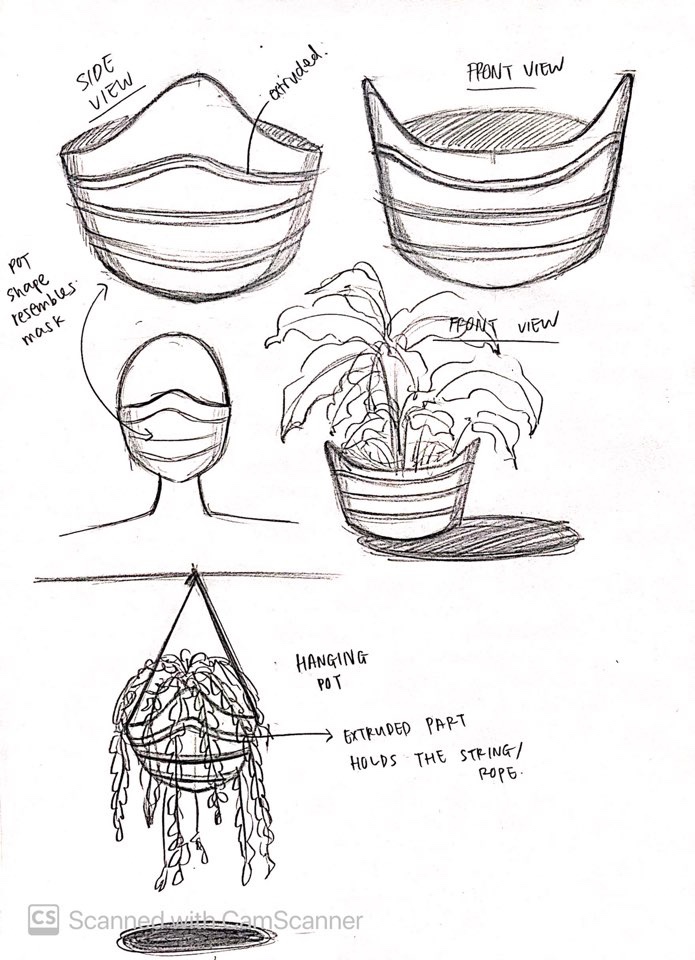 SIDE
VIEW
extruded.
FRONT VIEW
POT
shape
resembles
mask
FRONT VIEW
HANGING
POT
EXTRUDED PART
HOLDS THE STRING/
ROPE.
CS Scanned with CamScanner